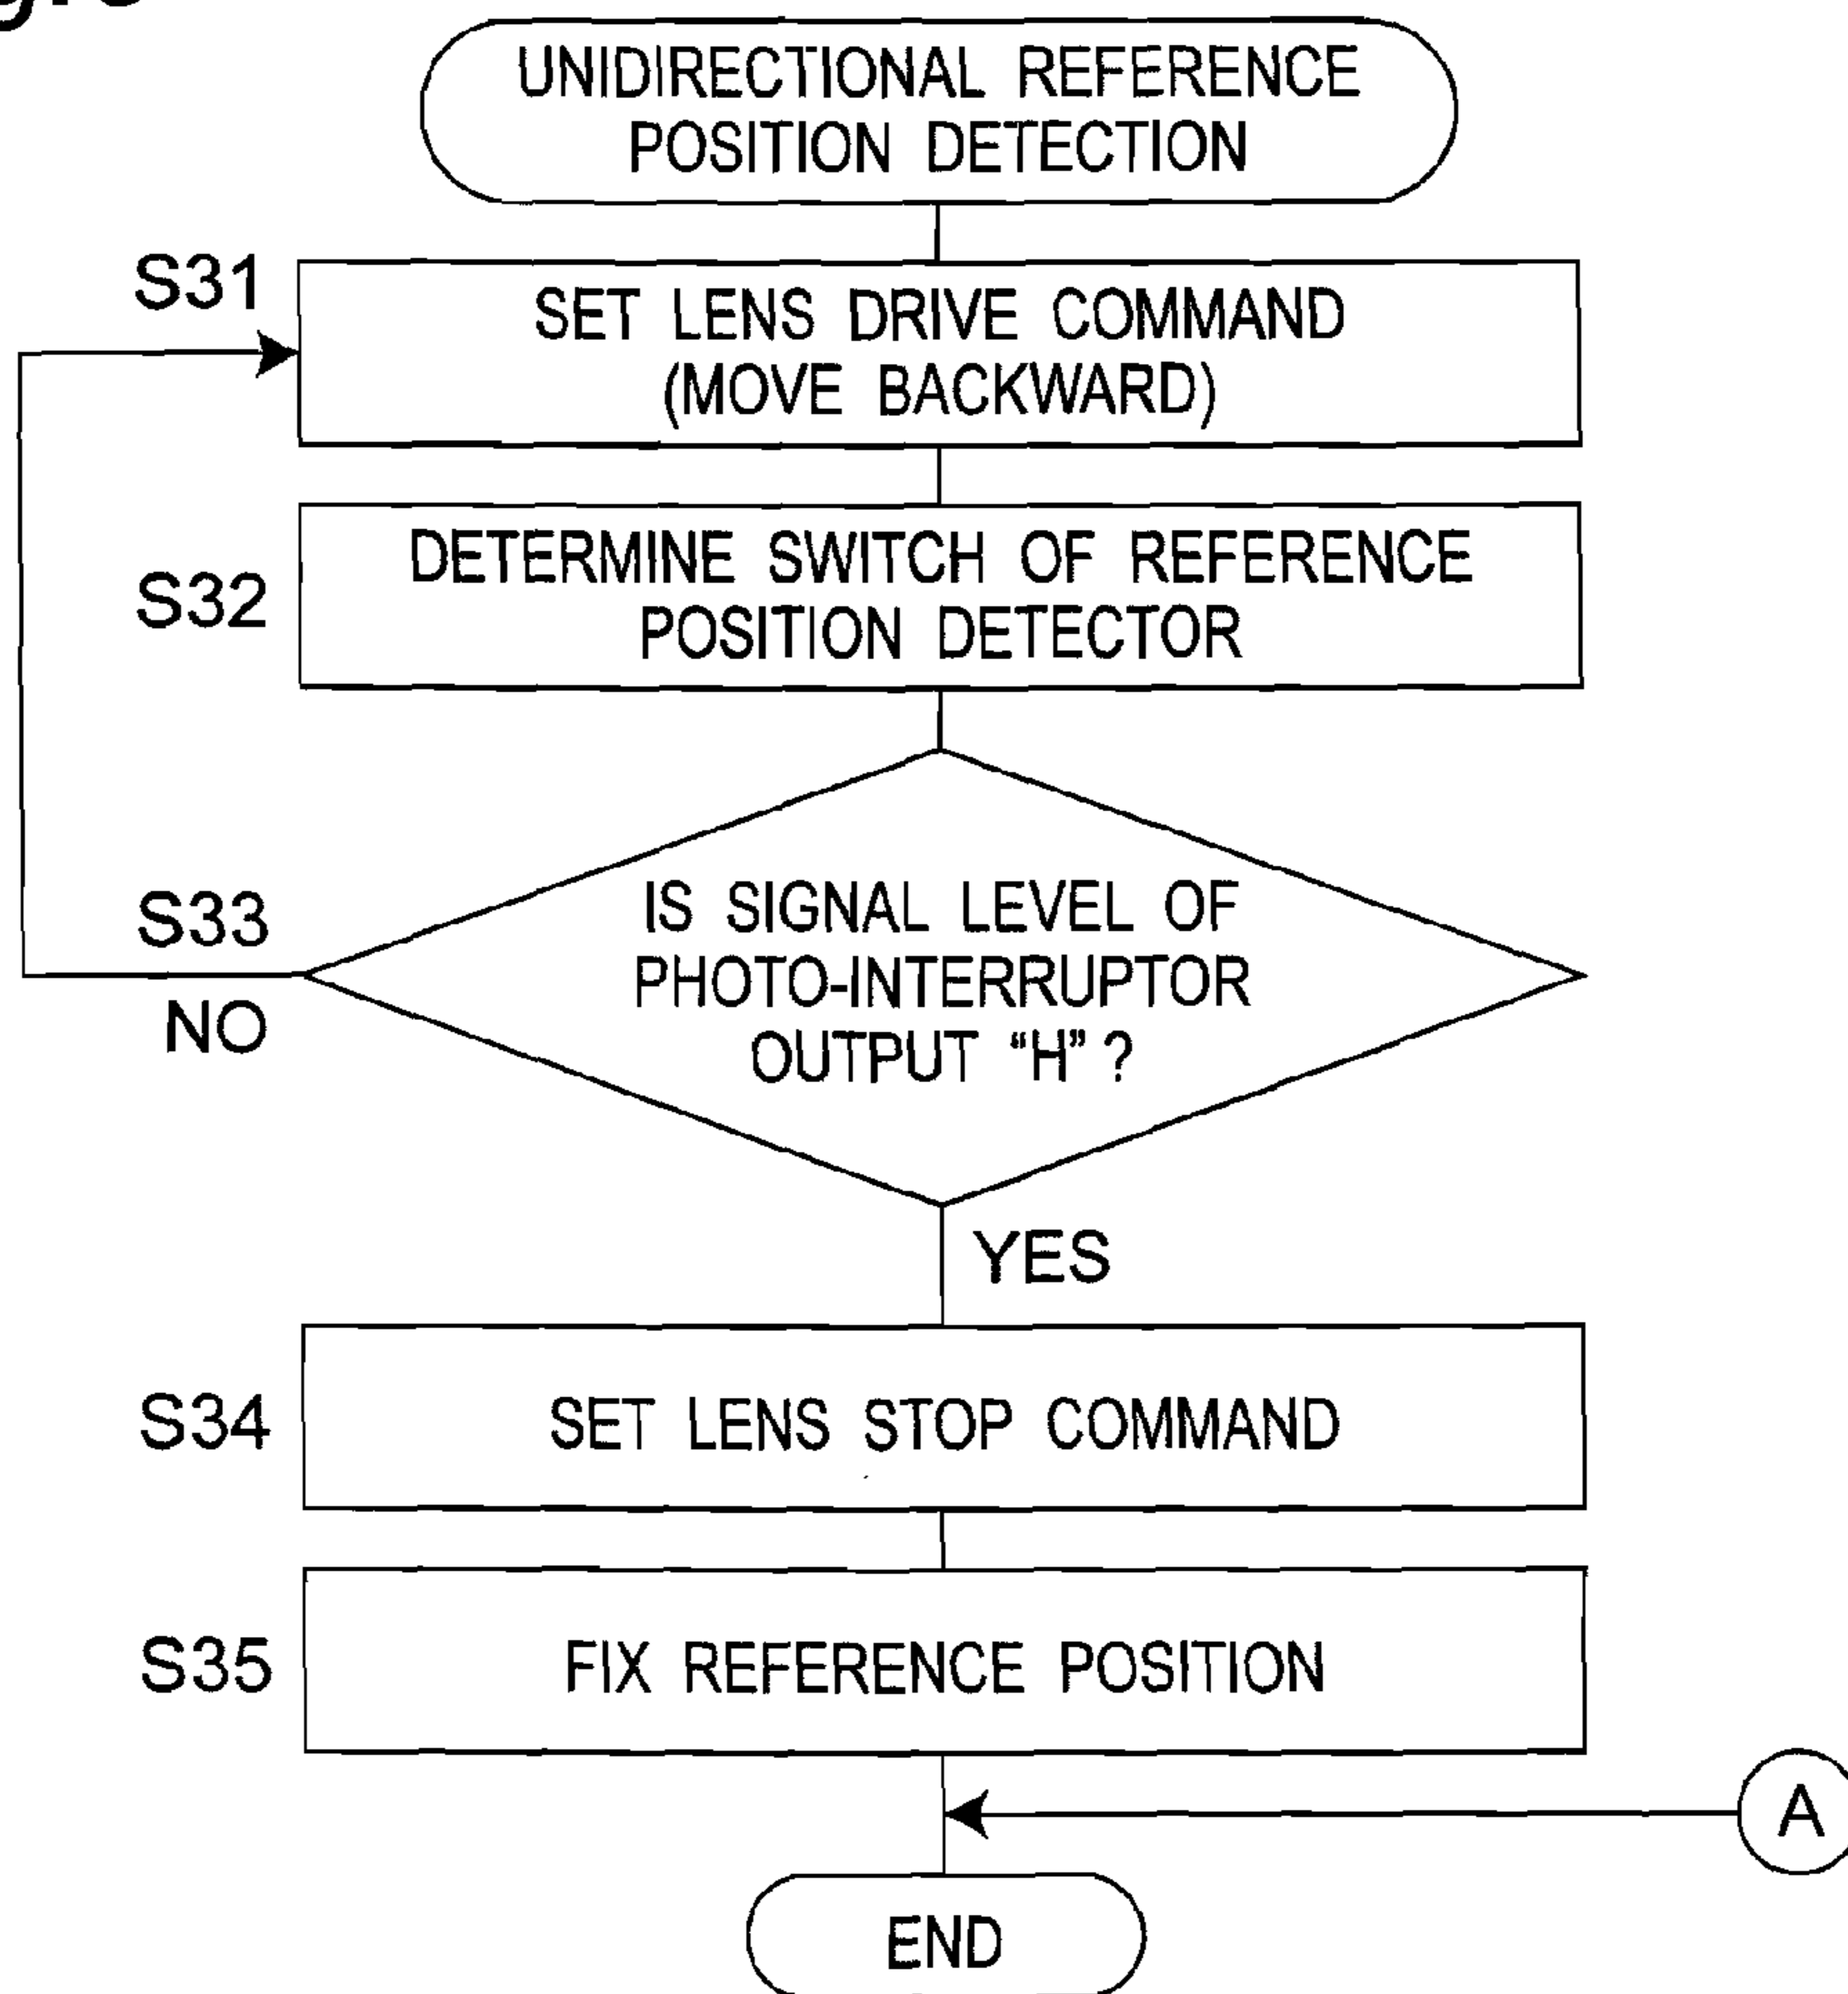 UNIDIRECTIONAL REFERENCE
POSITION DETECTION
S31
SET LENS DRIVE COMMAND
(MOVE BACKWARD)
S32
DETERMINE SWITCH OF REFERENCE
POSITION DETECTOR
S33
NO
IS SIGNAL LEVEL OF
PHOTO-INTERRUPTOR
OUTPUT “H” ?
YES
S34
SET LENS STOP COMMAND
S35
FIX REFERENCE POSITION
A
END